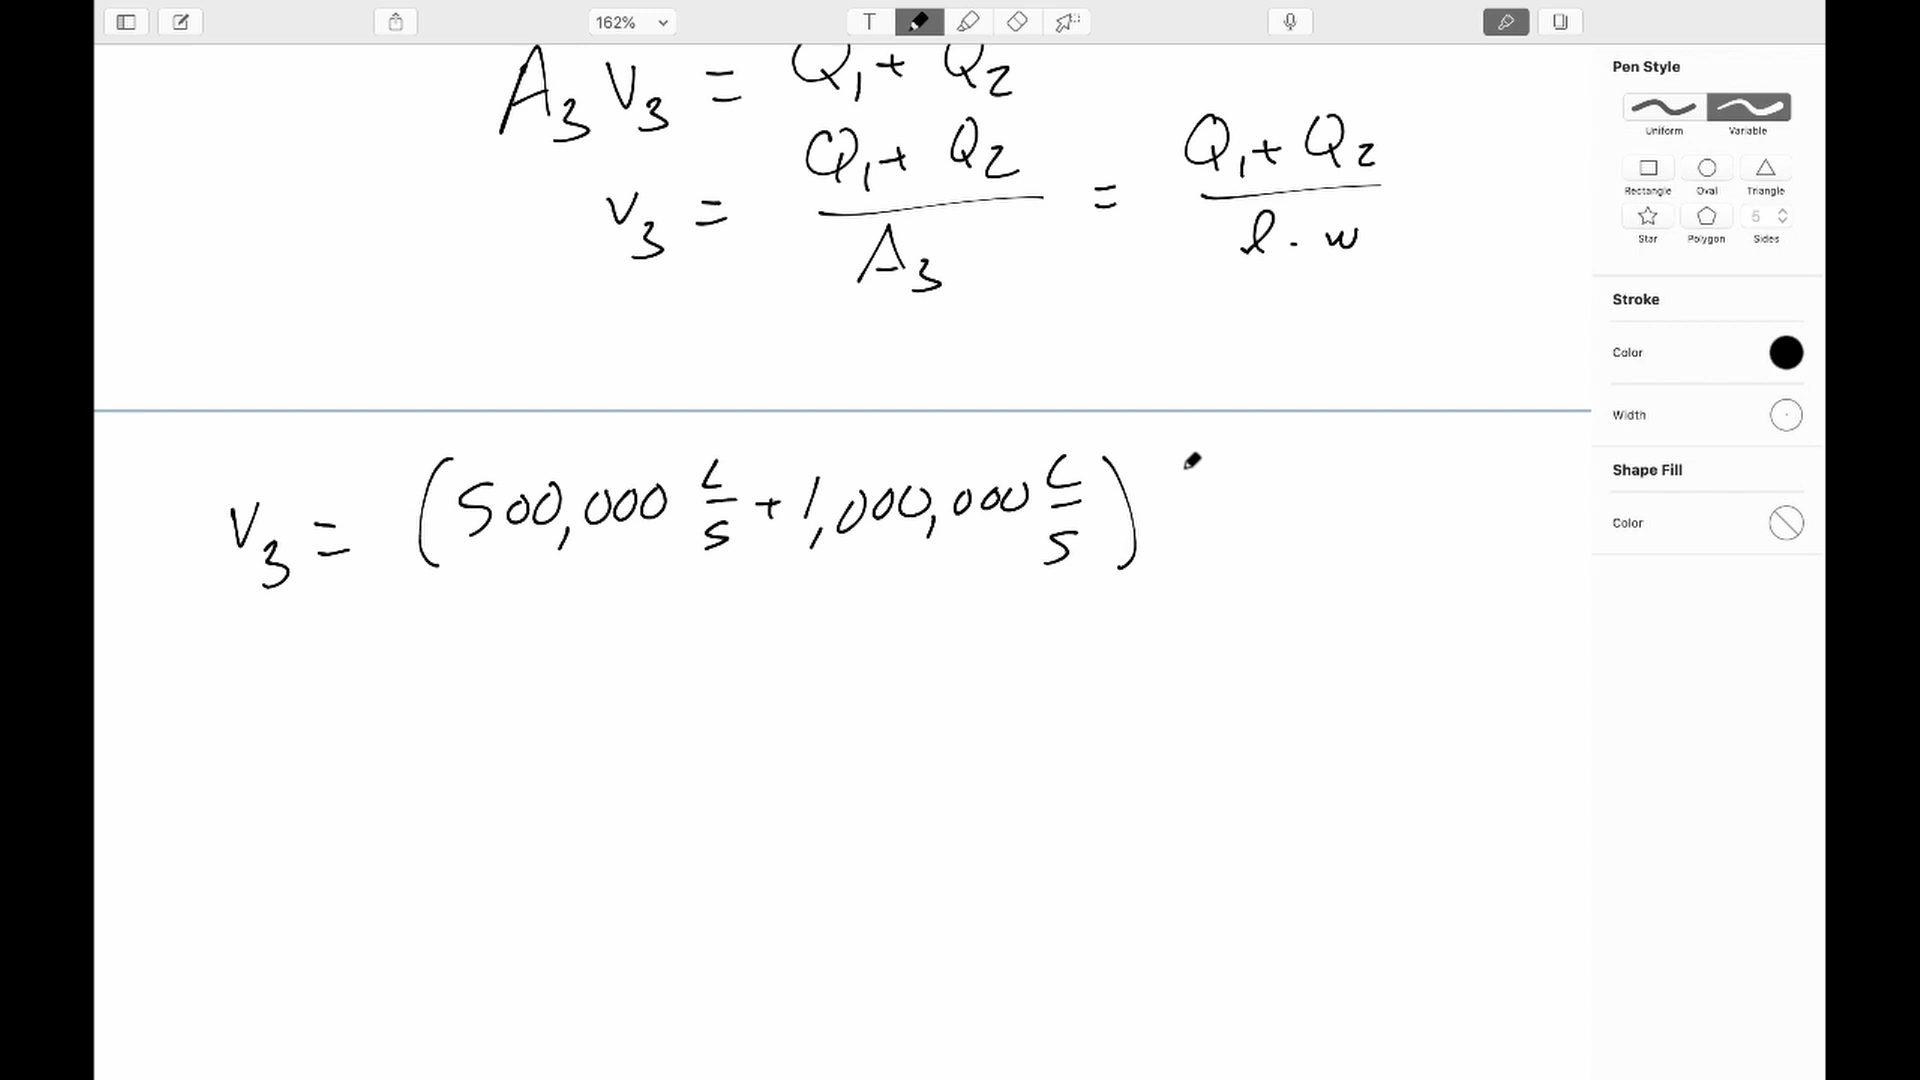 162%
T
A₃ v₃ = Q₁ + Q₂
v₃ = (Q₁ + Q₂) / A₃ = (Q₁ + Q₂) / (l · w)
v₃ = (500,000 L/s + 1,000,000 L/s)
Pen Style
Uniform Variable
Rectangle Oval Triangle
5
Star Polygon Sides
Stroke
Color
Width
Shape Fill
Color